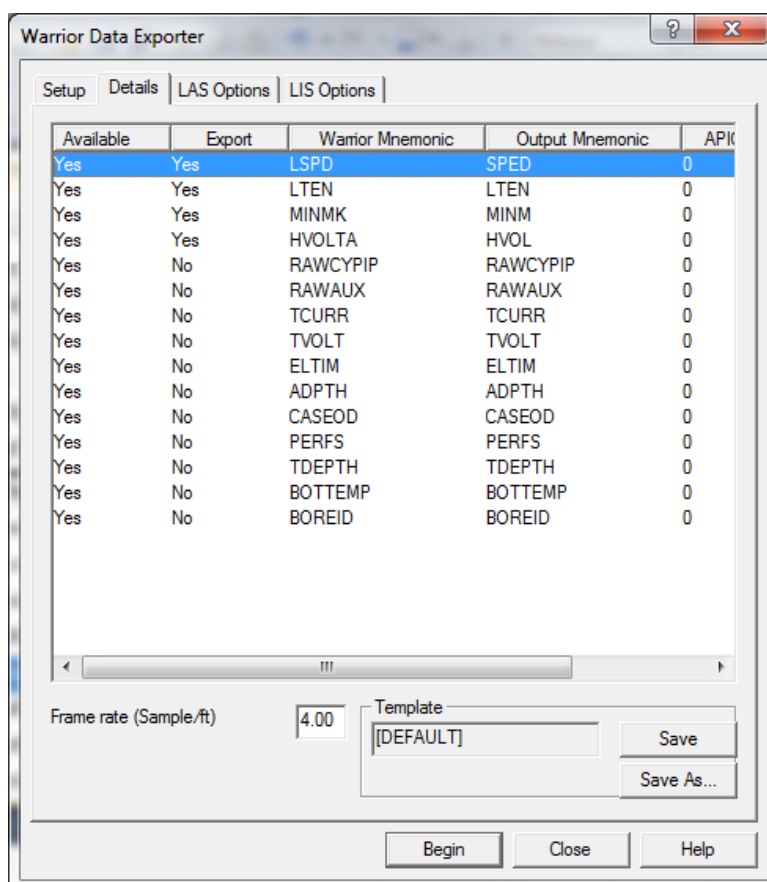 Warrior Data Exporter
Setup Details LAS Options LIS Options
Available Export Warrior Mnemonic Output Mnemonic
Yes Yes LSPD SPED 0
Yes Yes LTEN LTEN 0
Yes Yes MINMK MINM 0
Yes Yes HVOLTA HVOL 0
Yes No RAWCYPIP RAWCYPIP 0
Yes No RAWAUX RAWAUX 0
Yes No TCURR TCURR 0
Yes No TVOLT TVOLT 0
Yes No ELTIM ELTIM 0
Yes No ADPTH ADPTH 0
Yes No CASEOD CASEOD 0
Yes No PERFS PERFS 0
Yes No TDEPTH TDEPTH 0
Yes No BOTTEMP BOTTEMP 0
Yes No BOREID BOREID 0
Frame rate (Sample/ft) 4.00
Template
[DEFAULT] Save
Save As...
Begin Close Help